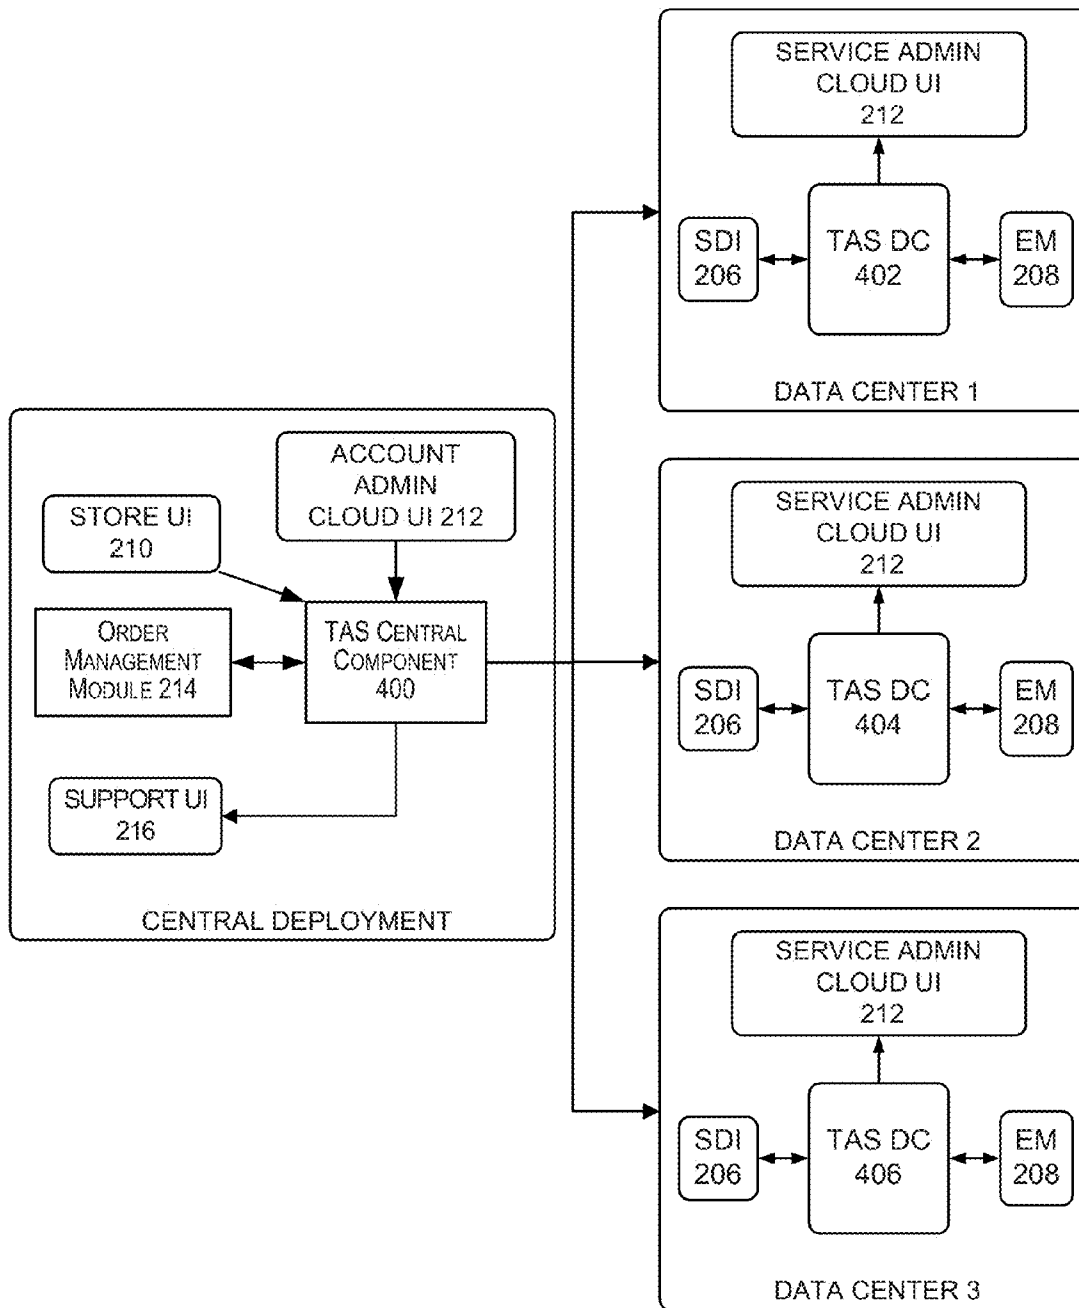 SERVICE ADMIN
CLOUD UI
212
SDI
206
TAS DC
402
EM
208
DATA CENTER 1
ACCOUNT
ADMIN
CLOUD UI 212
STORE UI
210
ORDER
MANAGEMENT
MODULE 214
TAS CENTRAL
COMPONENT
400
SUPPORT UI
216
CENTRAL DEPLOYMENT
SERVICE ADMIN
CLOUD UI
212
SDI
206
TAS DC
404
EM
208
DATA CENTER 2
SERVICE ADMIN
CLOUD UI
212
SDI
206
TAS DC
406
EM
208
DATA CENTER 3